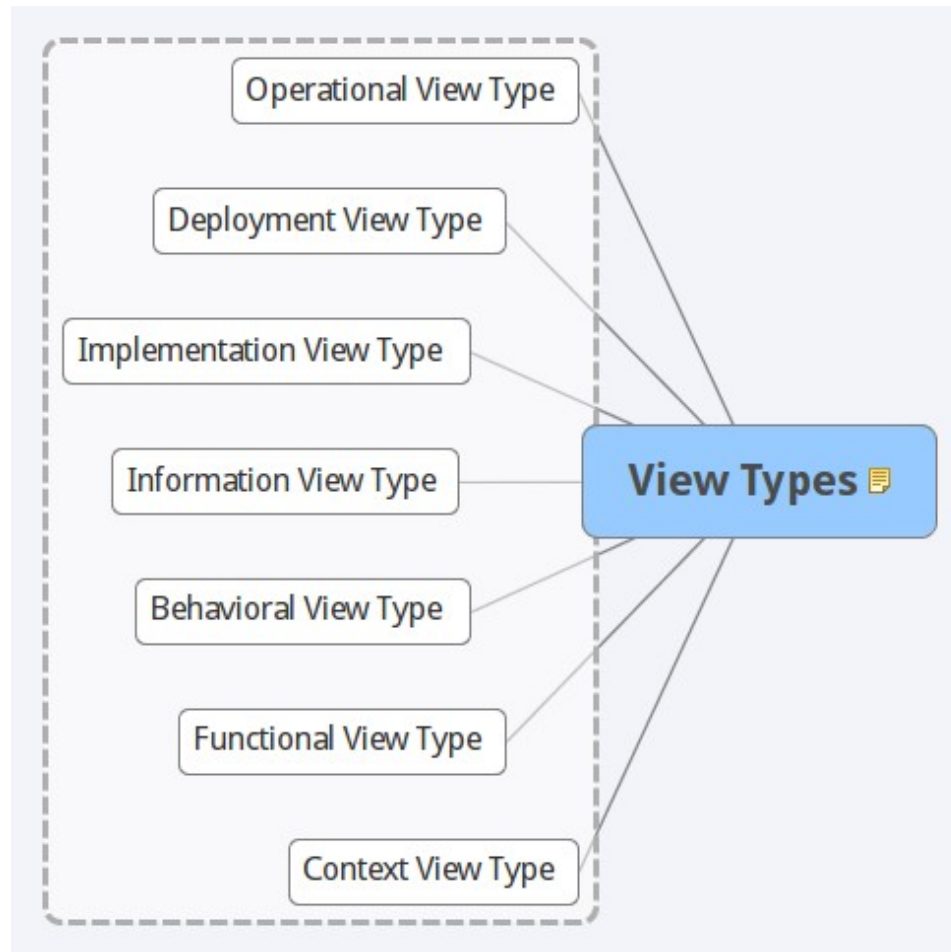 Operational View Type
Deployment View Type
Implementation View Type
Information View Type
View Types
Behavioral View Type
Functional View Type
Context View Type